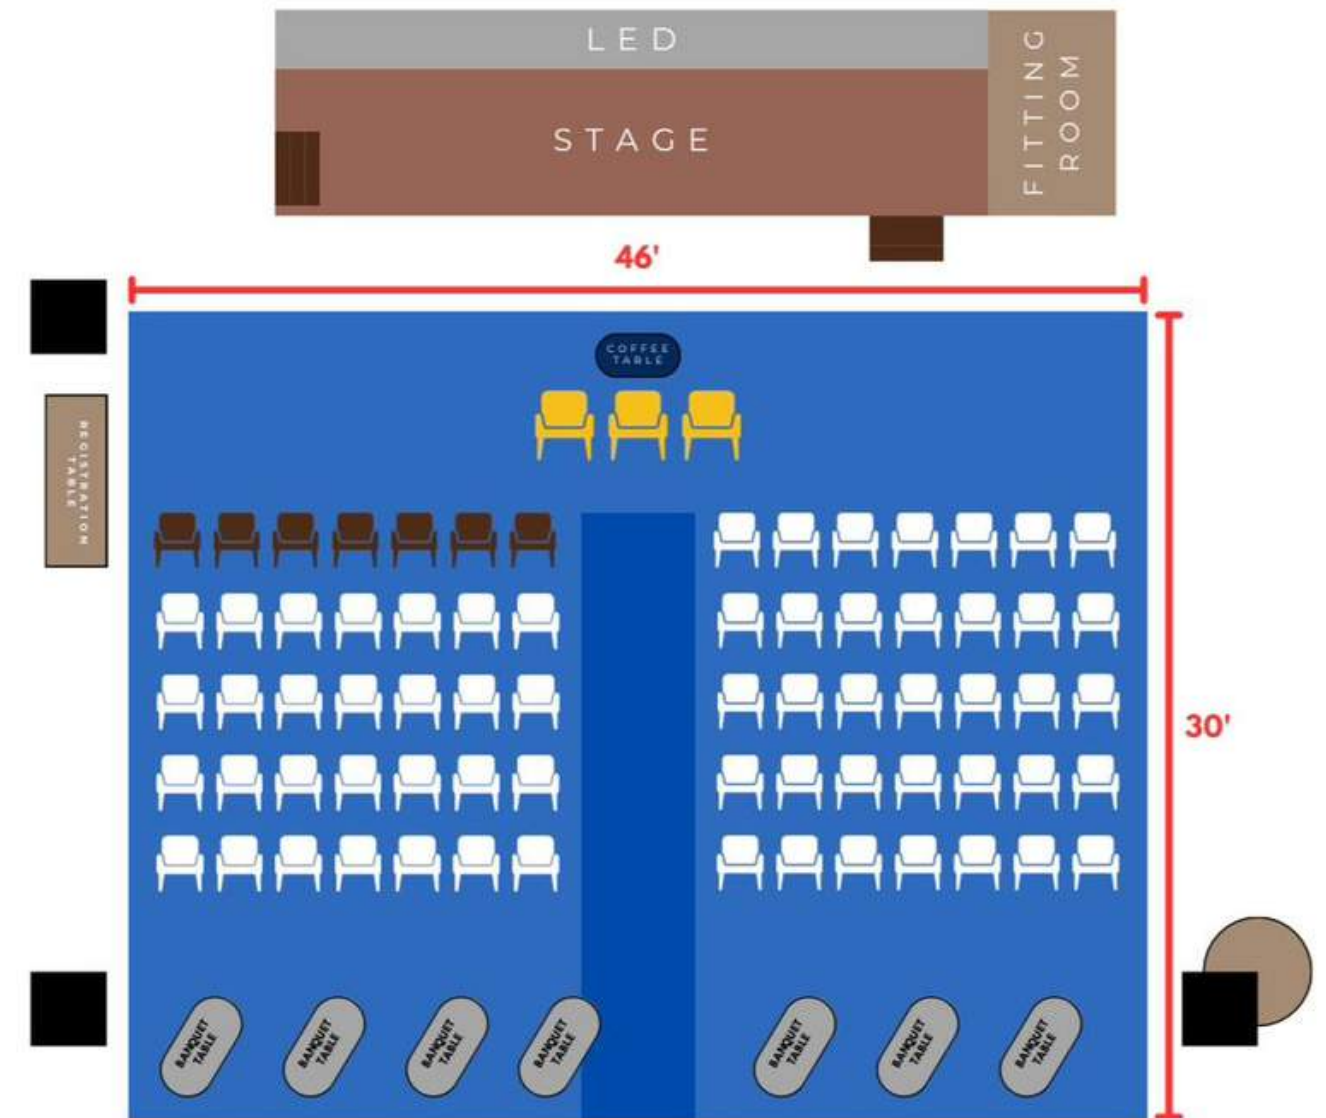 LED
STAGE
FITTING
ROOM
46'
COFFEE
TABLE
REGISTRATION
TABLE
30'
BANQUET
TABLE
BANQUET
TABLE
BANQUET
TABLE
BANQUET
TABLE
BANQUET
TABLE
BANQUET
TABLE
BANQUET
TABLE